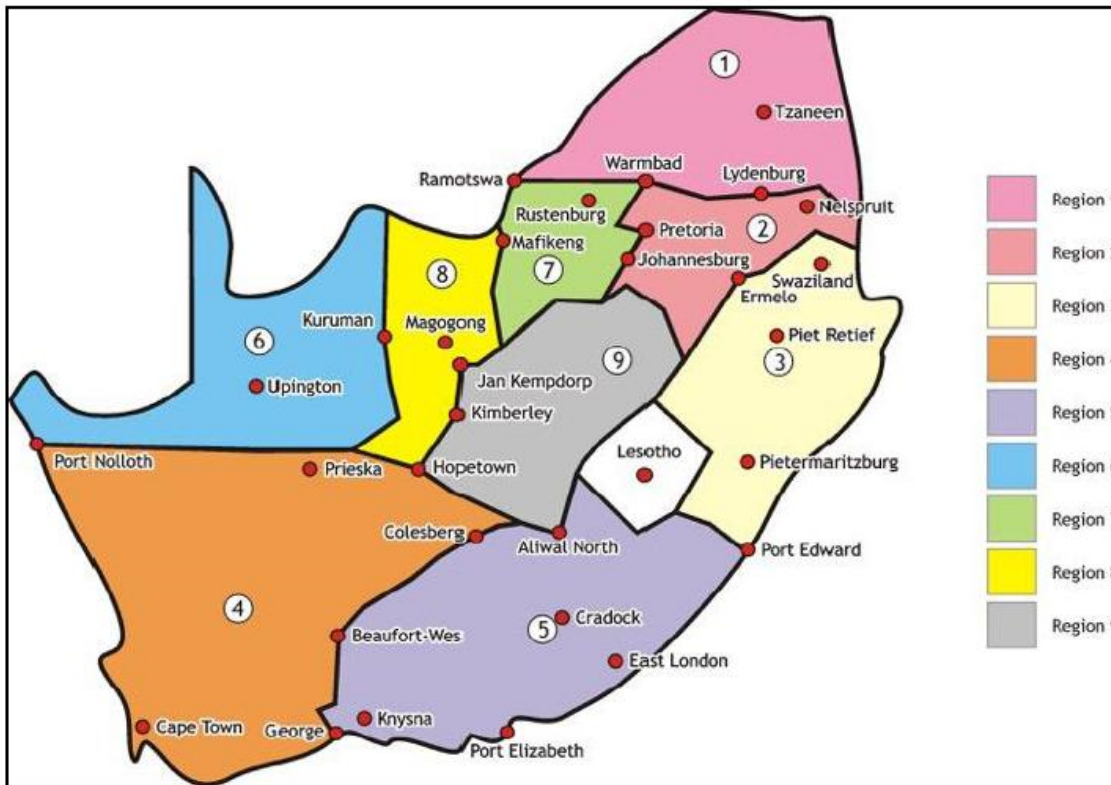 1
Tzaneen
Ramotswa
Warmbad
Lydenburg
Rustenburg
Nelspruit
Pretoria
2
Mafikeng
Johannesburg
7
8
Swaziland
Ermelo
Kuruman
Magogong
6
Piet Retief
9
3
Upington
Jan Kempdorp
Kimberley
Port Nolloth
Prieska
Hopetown
Lesotho
Pietermaritzburg
Colesberg
Aliwal North
Port Edward
4
5
Cradock
Beaufort-Wes
East London
Cape Town
George
Knysna
Port Elizabeth
Region
Region
Region
Region
Region
Region
Region
Region
Region